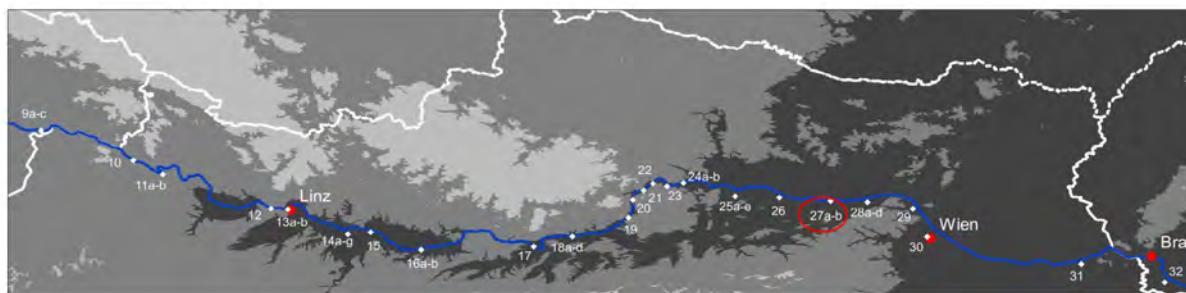 9a-c
10
11a-b
12
Linz
13a-b
14a-g
15
16a-b
17
18a-d
19
20
21
22
23
24a-b
25a-e
26
27a-b
28a-d
29
Wien
30
31
Bra
32